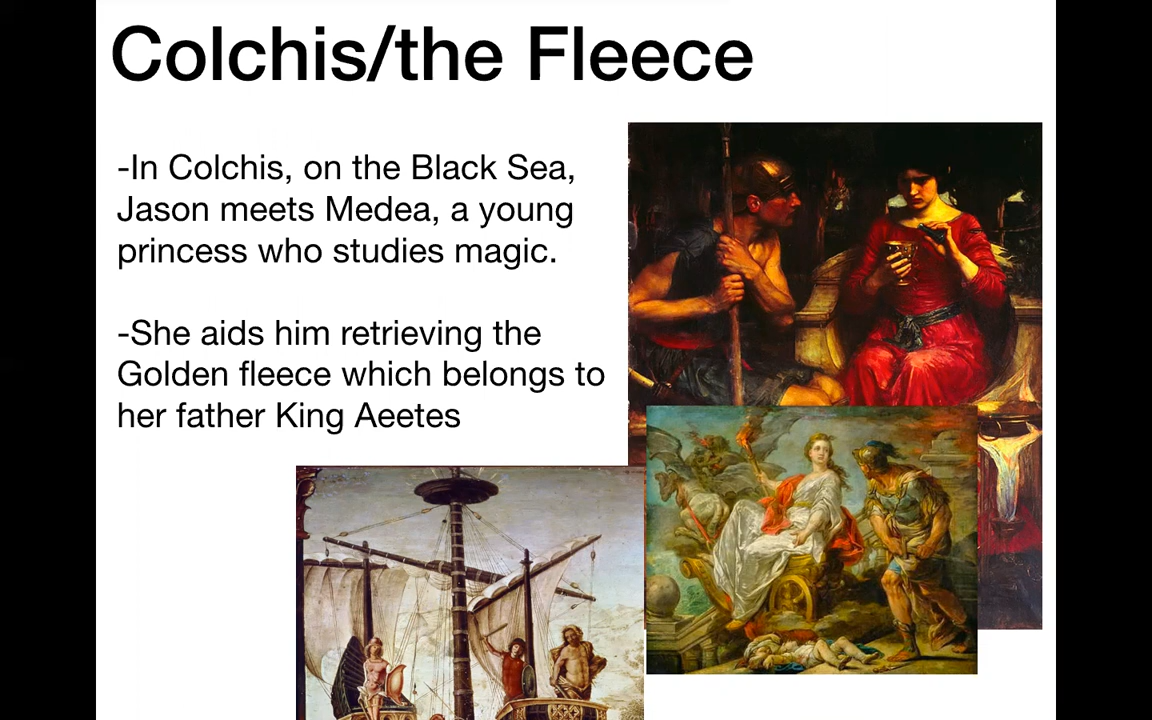 Colchis/the Fleece
-In Colchis, on the Black Sea,
Jason meets Medea, a young
princess who studies magic.
-She aids him retrieving the
Golden fleece which belongs to
her father King Aeetes